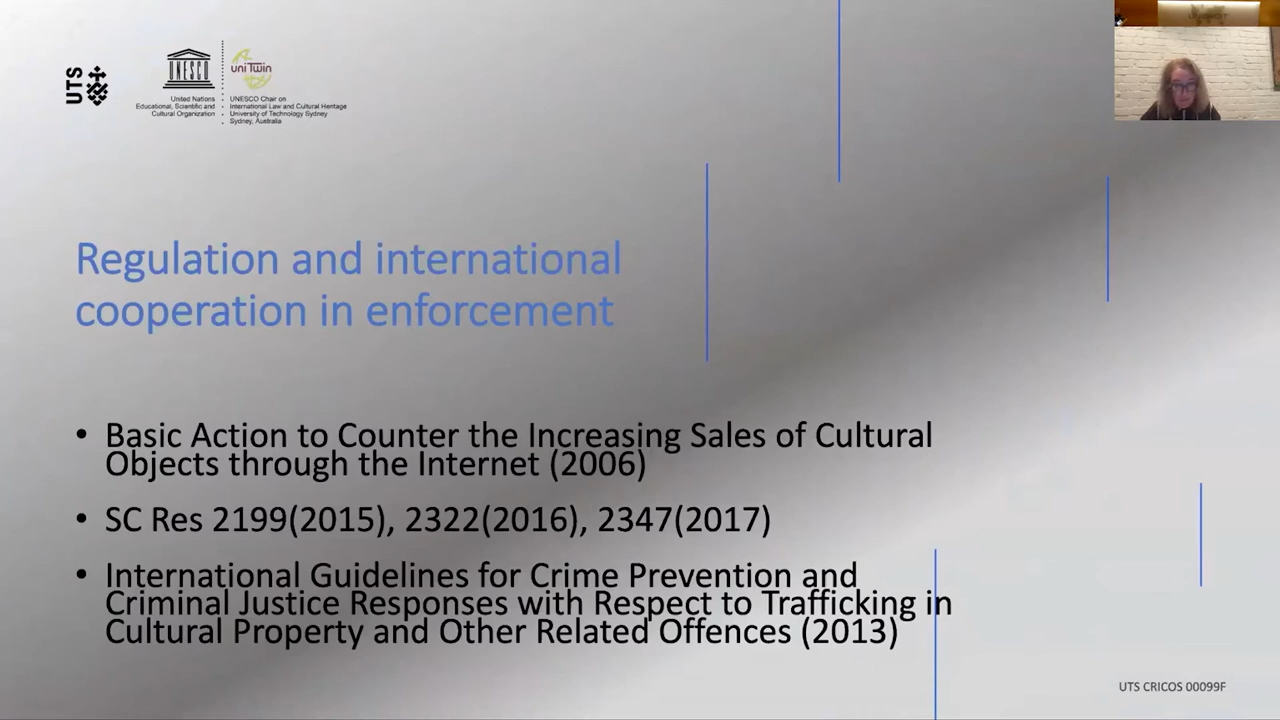 UTS
UNESCO
United Nations
Educational, Scientific and
Cultural Organization
uniTwin
UNESCO Chair on
International Law and Cultural Heritage
University of Technology Sydney
Sydney, Australia
Regulation and international
cooperation in enforcement
• Basic Action to Counter the Increasing Sales of Cultural
Objects through the Internet (2006)
• SC Res 2199(2015), 2322(2016), 2347(2017)
• International Guidelines for Crime Prevention and
Criminal Justice Responses with Respect to Trafficking in
Cultural Property and Other Related Offences (2013)
UTS CRICOS 00099F